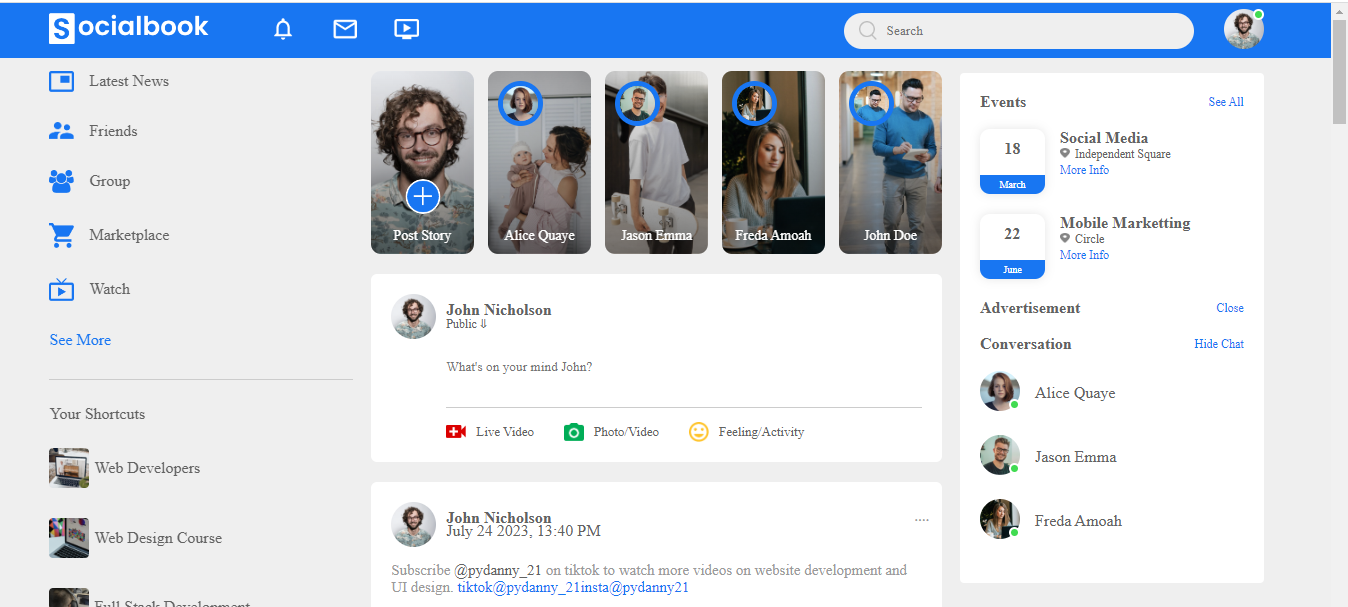 Socialbook
Search
Latest News
Friends
Group
Marketplace
Watch
See More
Your Shortcuts
Web Developers
Web Design Course
Full Stack Development
Post Story
Alice Quaye
Jason Emma
Freda Amoah
John Doe
John Nicholson
Public ⇓
What's on your mind John?
Live Video
Photo/Video
Feeling/Activity
John Nicholson
July 24 2023, 13:40 PM
....
Subscribe @pydanny_21 on tiktok to watch more videos on website development and
UI design. tiktok@pydanny_21insta@pydanny21
Events
See All
18
March
Social Media
Independent Square
More Info
22
June
Mobile Marketting
Circle
More Info
Advertisement
Close
Conversation
Hide Chat
Alice Quaye
Jason Emma
Freda Amoah